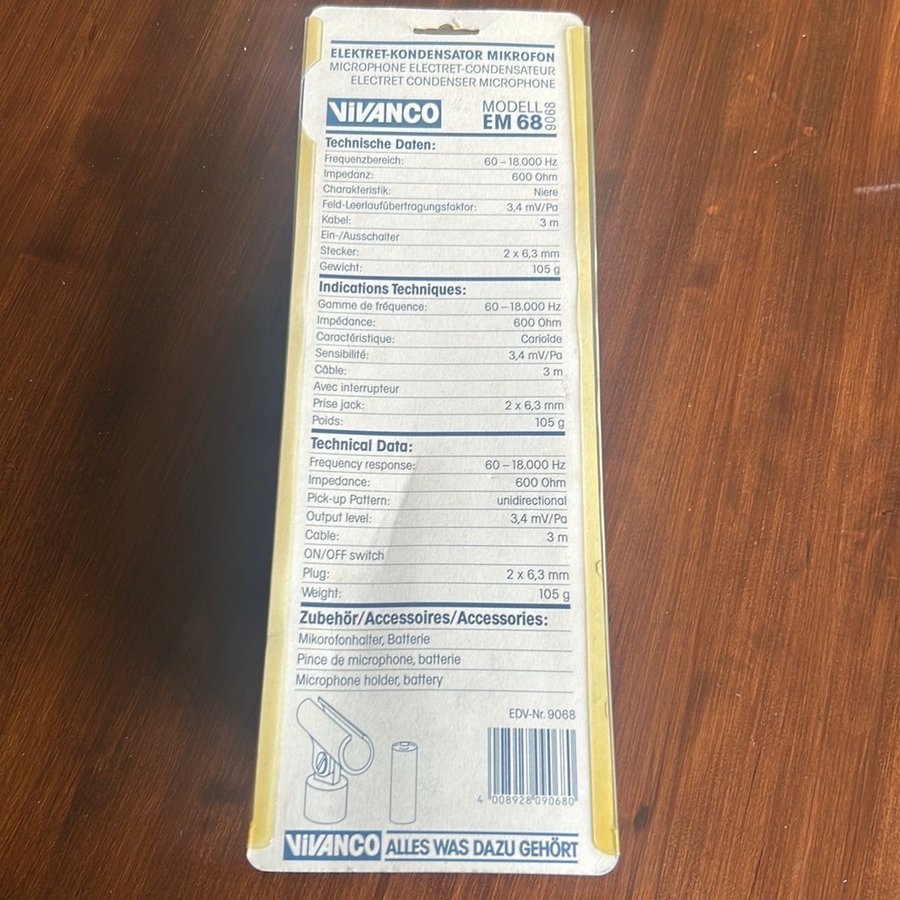 ELEKTRET-KONDENSATOR MIKROFON
MICROPHONE ELECTRET-CONDENSATEUR
ELECTRET CONDENSER MICROPHONE
VIVANCO MODELL EM 68 9068
Technische Daten:
Frequenzbereich: 60–18.000 Hz
Impedanz: 600 Ohm
Charakteristik: Niere
Feld-Leerlaufübertragungsfaktor: 3,4 mV/Pa
Kabel: 3 m
Ein-/Ausschalter
Stecker: 2 x 6,3 mm
Gewicht: 105 g
Indications Techniques:
Gamme de fréquence: 60–18.000 Hz
Impédance: 600 Ohm
Caractéristique: Carioïde
Sensibilité: 3,4 mV/Pa
Câble: 3 m
Avec interrupteur
Prise jack: 2 x 6,3 mm
Poids: 105 g
Technical Data:
Frequency response: 60–18.000 Hz
Impedance: 600 Ohm
Pick-up Pattern: unidirectional
Output level: 3,4 mV/Pa
Cable: 3 m
ON/OFF switch
Plug: 2 x 6,3 mm
Weight: 105 g
Zubehör/Accessoires/Accessories:
Mikorofonhalter, Batterie
Pince de microphone, batterie
Microphone holder, battery
EDV-Nr. 9068
4 008928 090680
VIVANCO ALLES WAS DAZU GEHÖRT